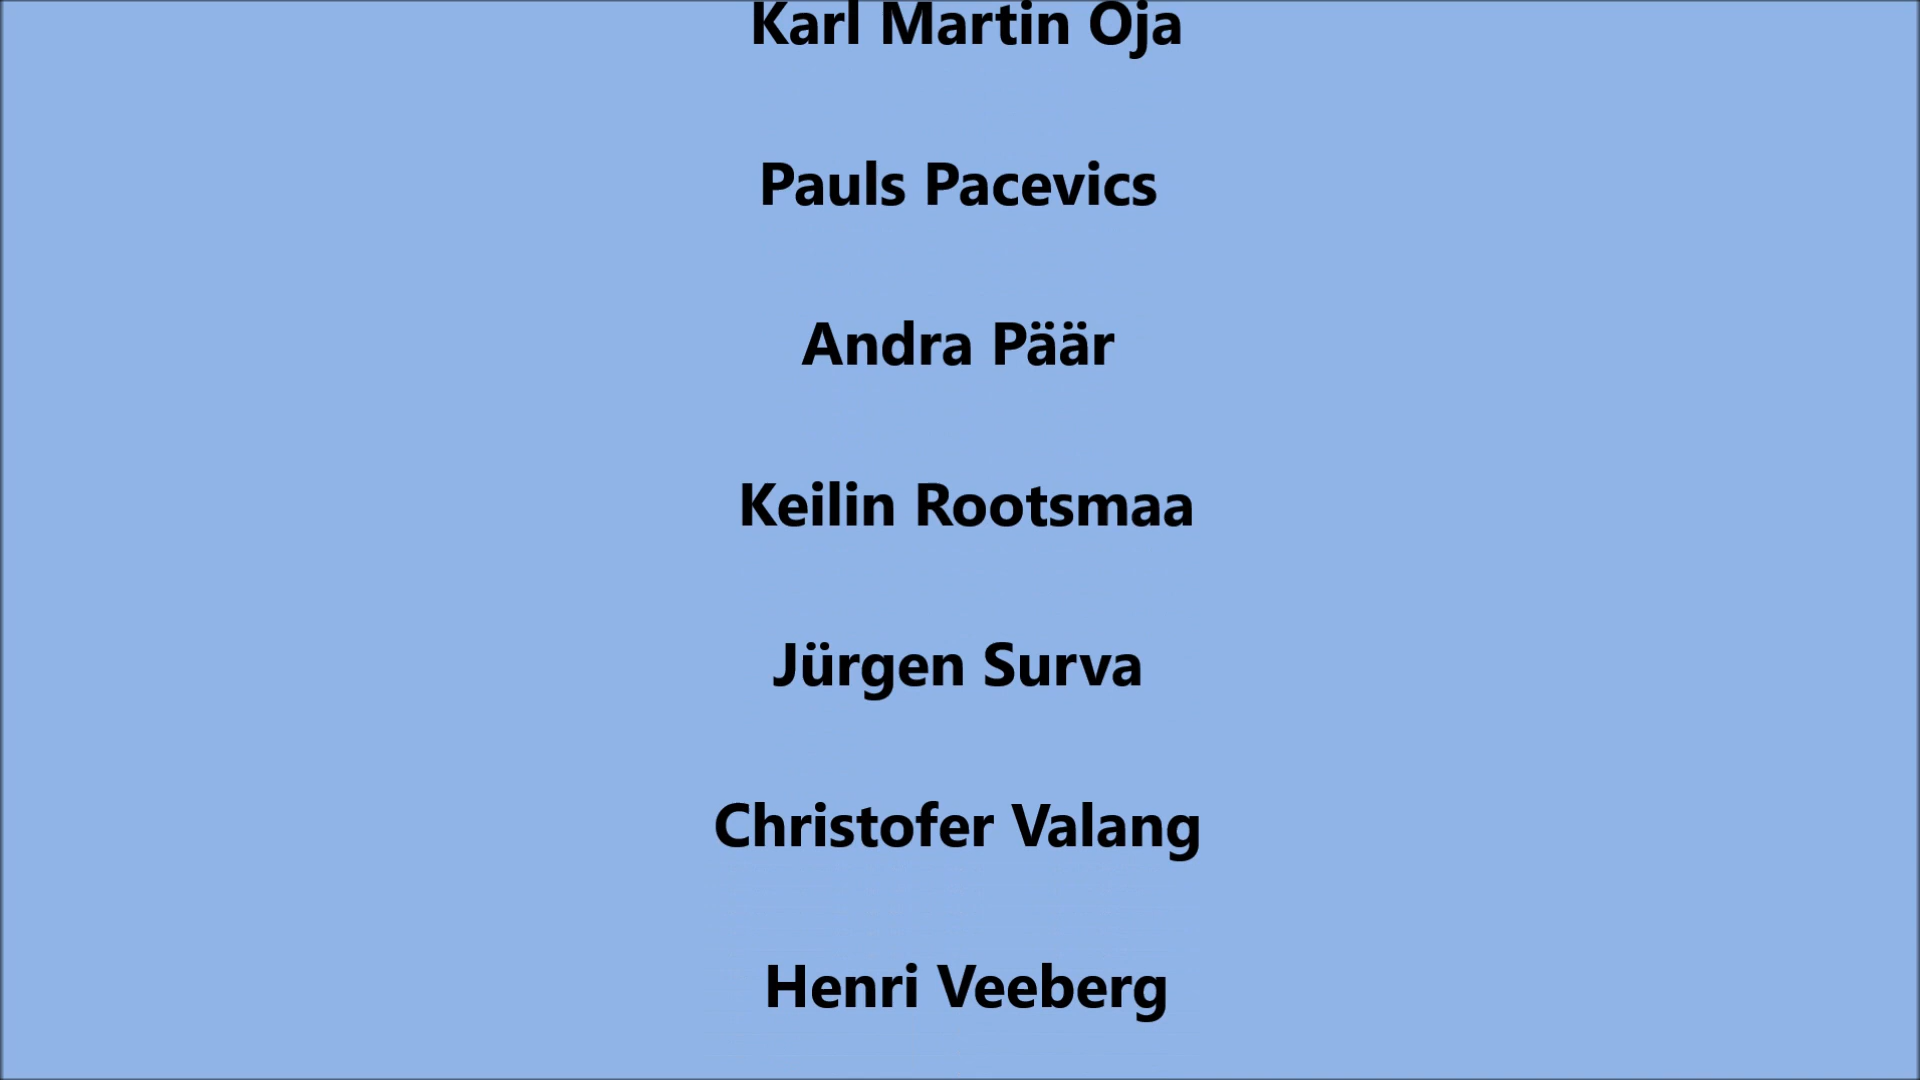 Karl Martin Oja
Pauls Pacevics
Andra Päär
Keilin Rootsmaa
Jürgen Surva
Christofer Valang
Henri Veeberg